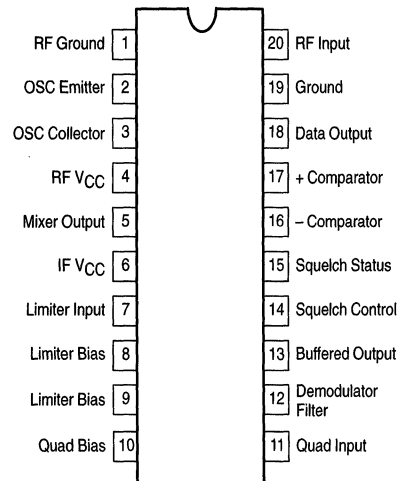 RF Ground 1
OSC Emitter 2
OSC Collector 3
RF VCC 4
Mixer Output 5
IF VCC 6
Limiter Input 7
Limiter Bias 8
Limiter Bias 9
Quad Bias 10
20 RF Input
19 Ground
18 Data Output
17 + Comparator
16 – Comparator
15 Squelch Status
14 Squelch Control
13 Buffered Output
12 Demodulator
Filter
11 Quad Input